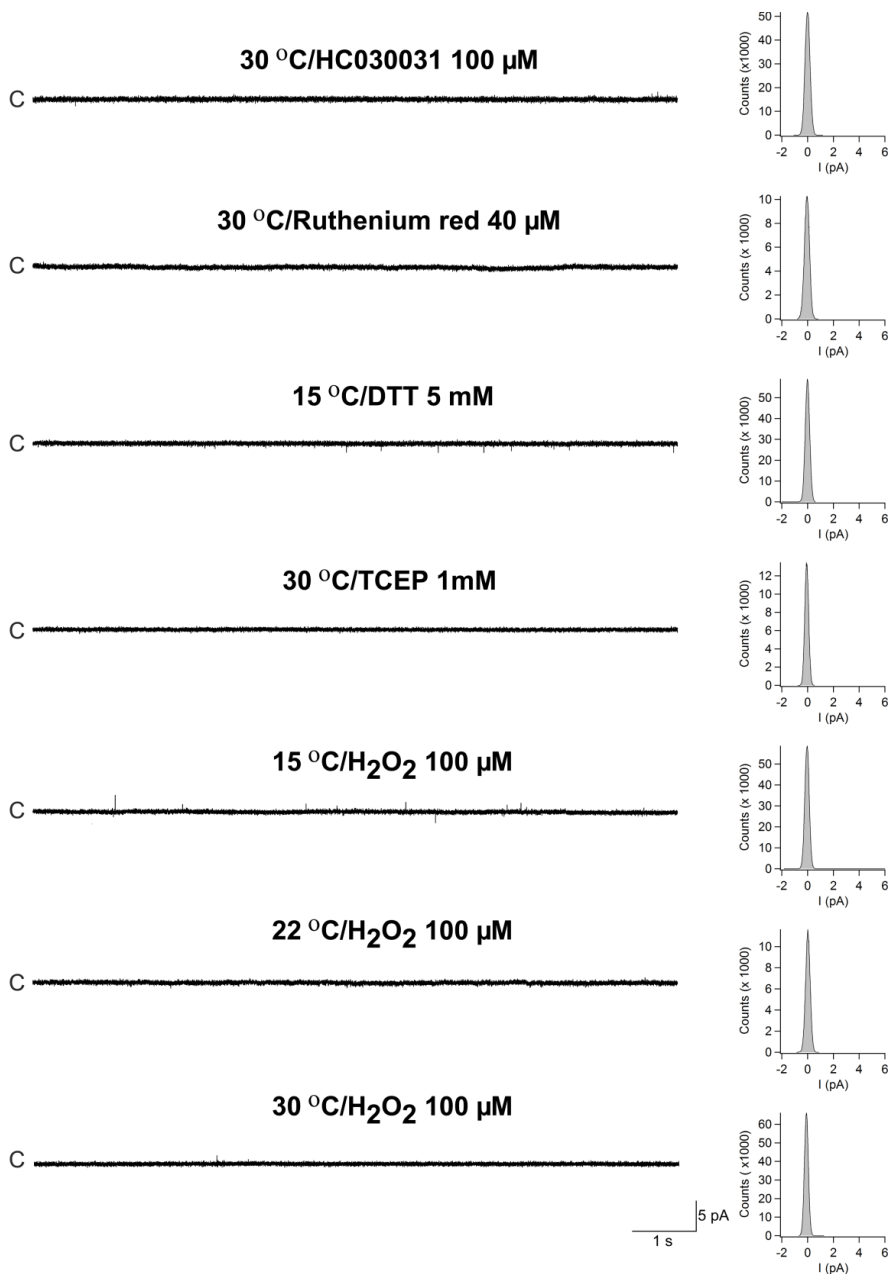 30 °C/HC030031 100 µM
C
50
40
30
20
10
0
Counts (x1000)
-2 0 2 4 6
I (pA)
30 °C/Ruthenium red 40 µM
C
10
8
6
4
2
0
Counts (x 1000)
-2 0 2 4 6
I (pA)
15 °C/DTT 5 mM
C
50
40
30
20
10
0
Counts (x 1000)
-2 0 2 4 6
I (pA)
30 °C/TCEP 1mM
C
12
10
8
6
4
2
0
Counts (x 1000)
-2 0 2 4 6
I (pA)
15 °C/H₂O₂ 100 µM
C
50
40
30
20
10
0
Counts (x 1000)
-2 0 2 4 6
I (pA)
22 °C/H₂O₂ 100 µM
C
10
8
6
4
2
0
Counts (x 1000)
-2 0 2 4 6
I (pA)
30 °C/H₂O₂ 100 µM
C
60
50
40
30
20
10
0
Counts ( x1000)
-2 0 2 4 6
I (pA)
5 pA
1 s